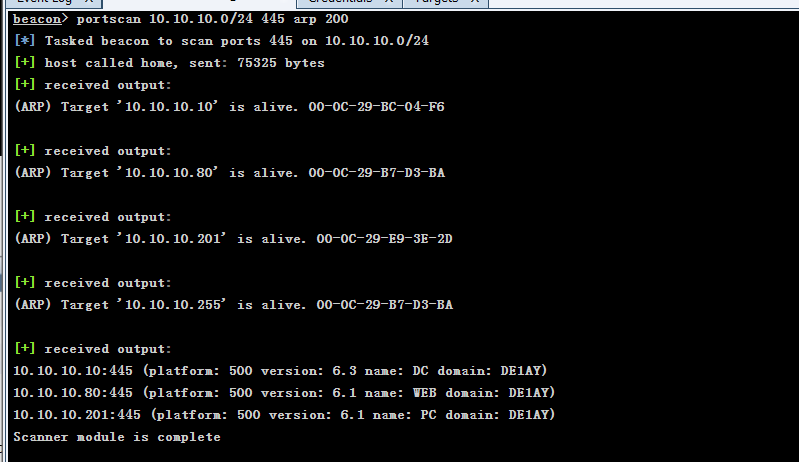 Event Log X
Credentials X
Targets X
beacon> portscan 10.10.10.0/24 445 arp 200
[*] Tasked beacon to scan ports 445 on 10.10.10.0/24
[+] host called home, sent: 75325 bytes
[+] received output:
(ARP) Target '10.10.10.10' is alive. 00-0C-29-BC-04-F6
[+] received output:
(ARP) Target '10.10.10.80' is alive. 00-0C-29-B7-D3-BA
[+] received output:
(ARP) Target '10.10.10.201' is alive. 00-0C-29-E9-3E-2D
[+] received output:
(ARP) Target '10.10.10.255' is alive. 00-0C-29-B7-D3-BA
[+] received output:
10.10.10.10:445 (platform: 500 version: 6.3 name: DC domain: DE1AY)
10.10.10.80:445 (platform: 500 version: 6.1 name: WEB domain: DE1AY)
10.10.10.201:445 (platform: 500 version: 6.1 name: PC domain: DE1AY)
Scanner module is complete